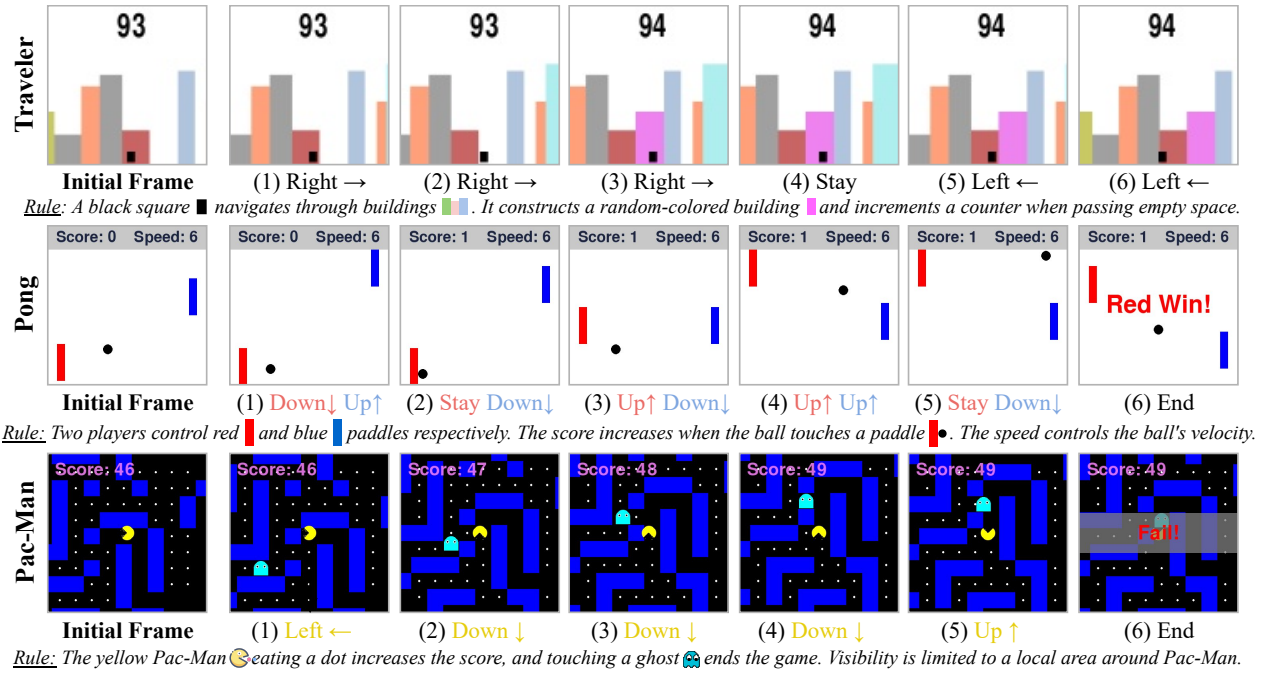 Traveler
93 93 93 94 94 94 94
Initial Frame (1) Right → (2) Right → (3) Right → (4) Stay (5) Left ← (6) Left ←
Rule: A black square navigates through buildings . It constructs a random-colored building and increments a counter when passing empty space.
Pong
Score: 0 Speed: 6 Score: 0 Speed: 6 Score: 1 Speed: 6 Score: 1 Speed: 6 Score: 1 Speed: 6 Score: 1 Speed: 6 Score: 1 Speed: 6
Red Win!
Initial Frame (1) Down↓ Up↑ (2) Stay Down↓ (3) Up↑ Down↓ (4) Up↑ Up↑ (5) Stay Down↓ (6) End
Rule: Two players control red and blue paddles respectively. The score increases when the ball touches a paddle . The speed controls the ball's velocity.
Pac-Man
Score: 46 Score: 46 Score: 47 Score: 48 Score: 49 Score: 49 Score: 49
Fail!
Initial Frame (1) Left ← (2) Down ↓ (3) Down ↓ (4) Down ↓ (5) Up ↑ (6) End
Rule: The yellow Pac-Man eating a dot increases the score, and touching a ghost ends the game. Visibility is limited to a local area around Pac-Man.